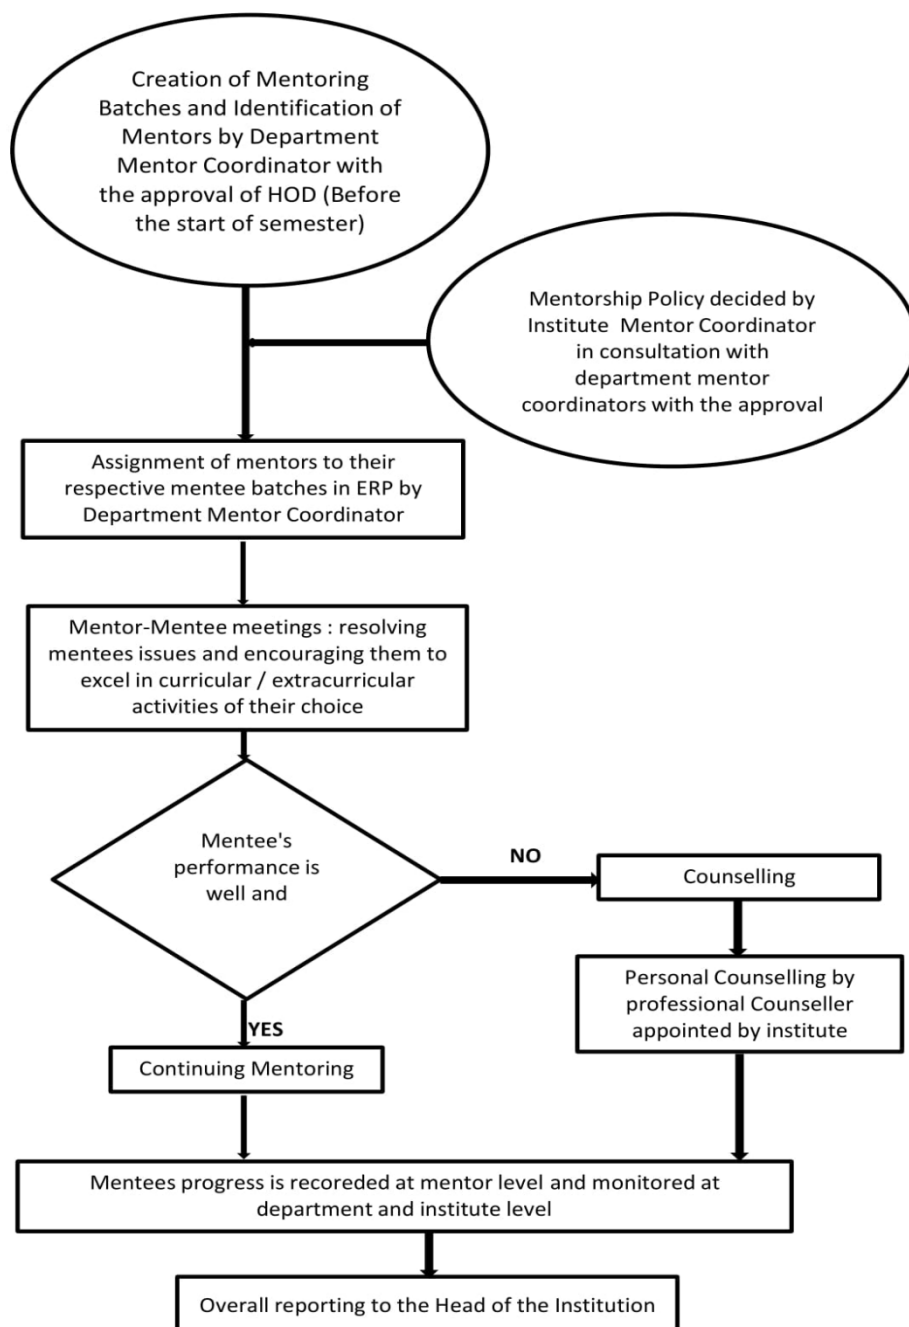 Creation of Mentoring
Batches and Identification of
Mentors by Department
Mentor Coordinator with
the approval of HOD (Before
the start of semester)
Mentorship Policy decided by
Institute Mentor Coordinator
in consultation with
department mentor
coordinators with the approval
Assignment of mentors to their
respective mentee batches in ERP by
Department Mentor Coordinator
Mentor-Mentee meetings : resolving
mentees issues and encouraging them to
excel in curricular / extracurricular
activities of their choice
Mentee's
performance is
well and
NO
Counselling
Personal Counselling by
professional Counseller
appointed by institute
YES
Continuing Mentoring
Mentees progress is recoreded at mentor level and monitored at
department and institute level
Overall reporting to the Head of the Institution